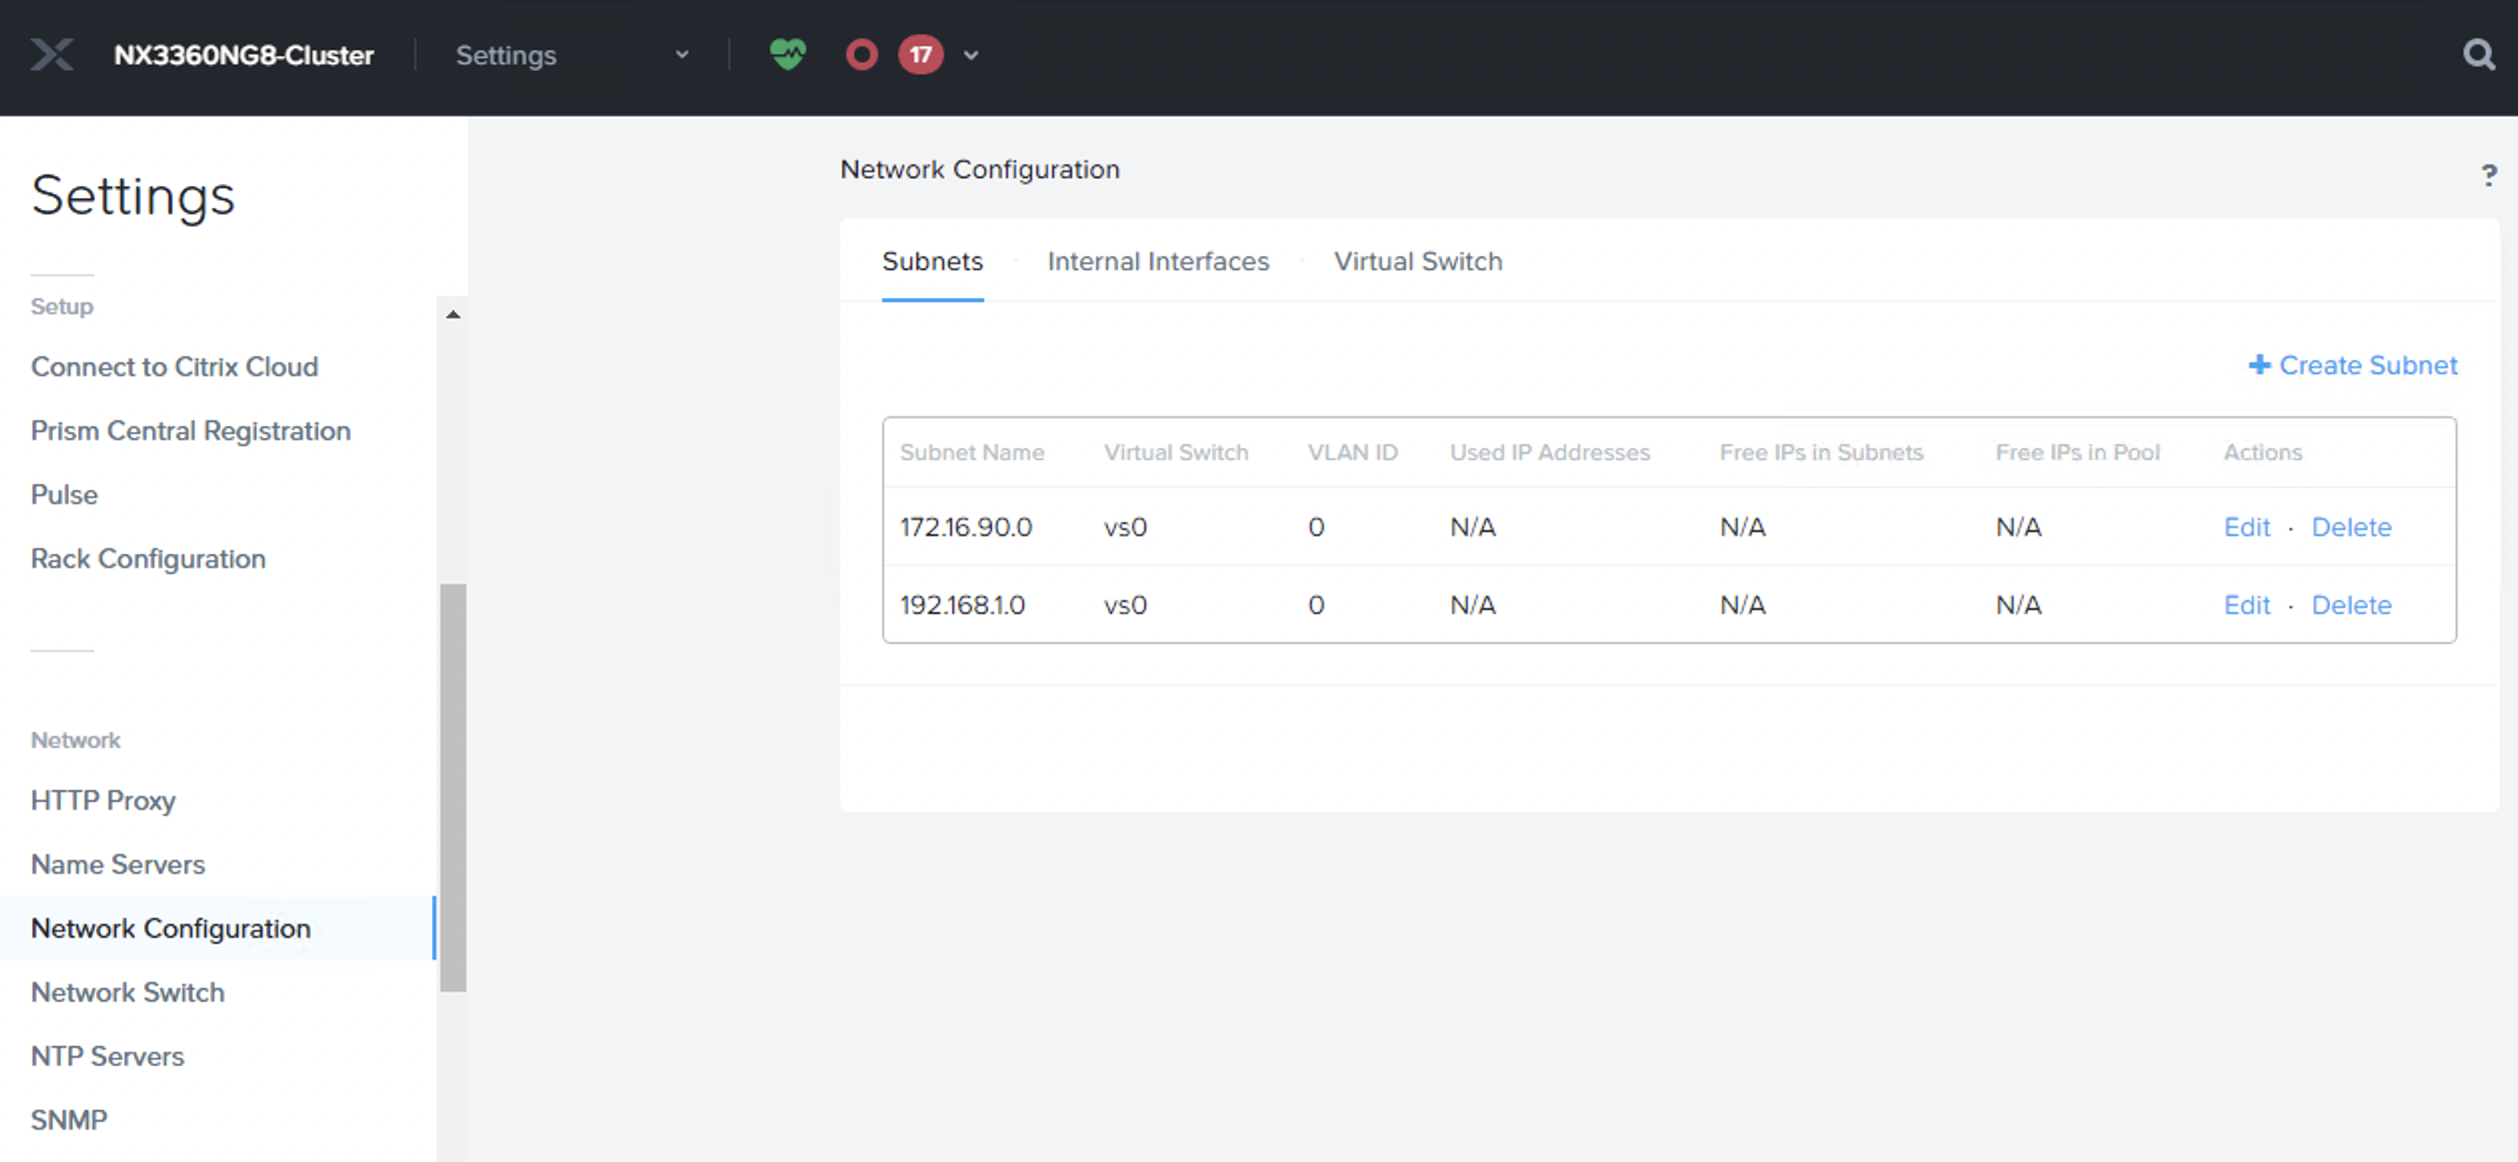 NX3360NG8-Cluster Settings 17
Settings
Setup
Connect to Citrix Cloud
Prism Central Registration
Pulse
Rack Configuration
Network
HTTP Proxy
Name Servers
Network Configuration
Network Switch
NTP Servers
SNMP
Network Configuration ?
Subnets · Internal Interfaces · Virtual Switch
+ Create Subnet
Subnet Name Virtual Switch VLAN ID Used IP Addresses Free IPs in Subnets Free IPs in Pool Actions
172.16.90.0 vs0 0 N/A N/A N/A Edit · Delete
192.168.1.0 vs0 0 N/A N/A N/A Edit · Delete